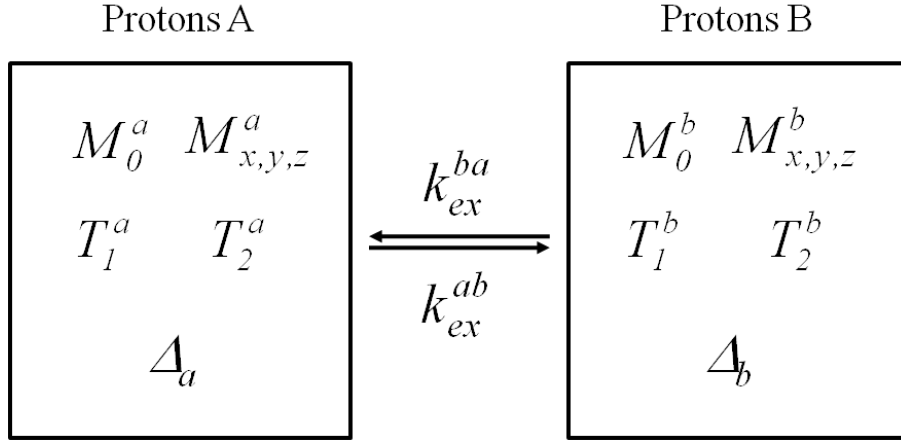 Protons A
Protons B
M_0^a M_{x,y,z}^a
T_1^a T_2^a
Δ_a
k_{ex}^{ba}
k_{ex}^{ab}
M_0^b M_{x,y,z}^b
T_1^b T_2^b
Δ_b